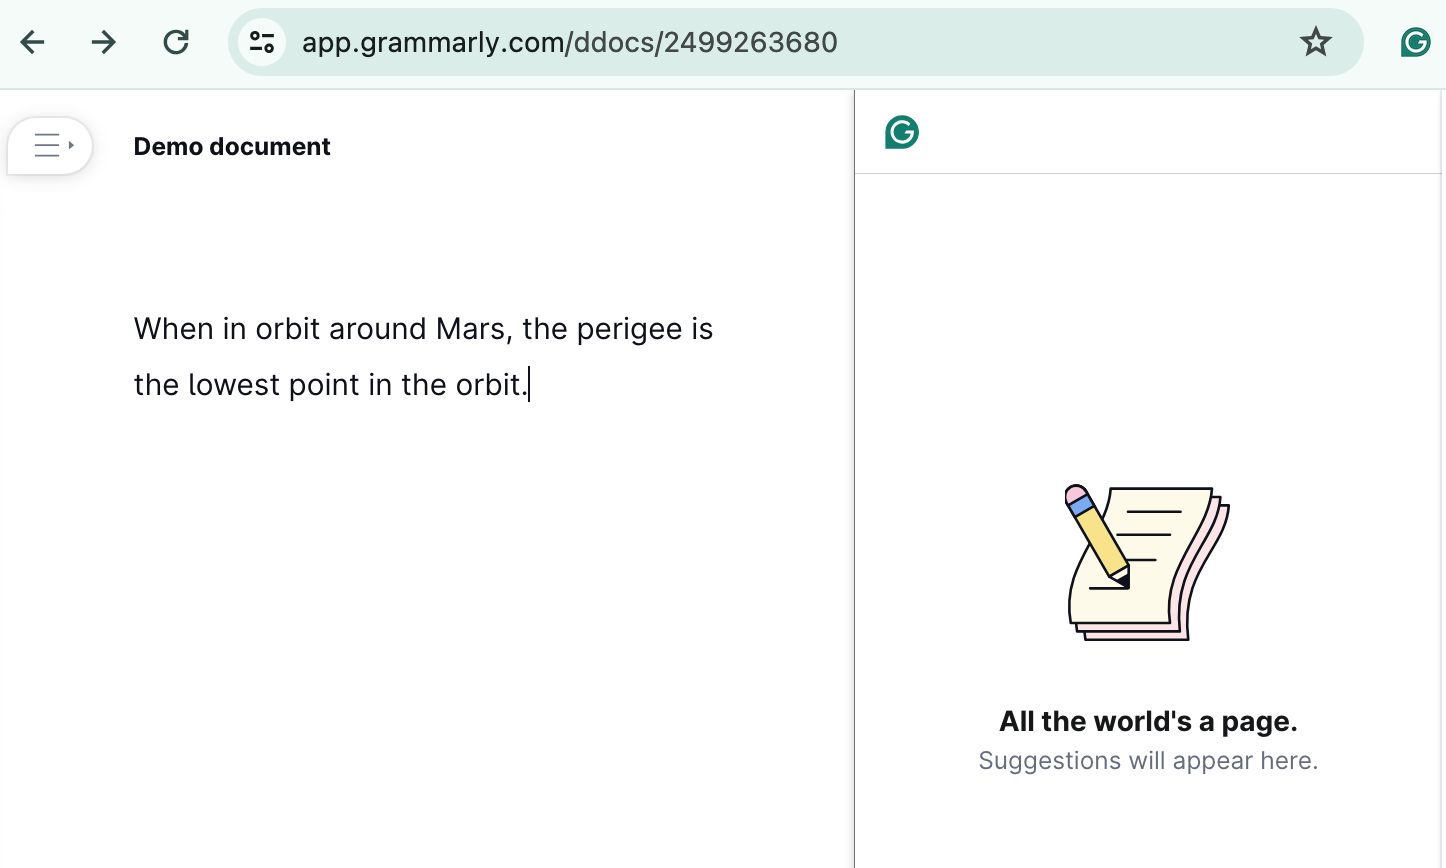 app.grammarly.com/ddocs/2499263680
Demo document
When in orbit around Mars, the perigee is
the lowest point in the orbit.
All the world's a page.
Suggestions will appear here.